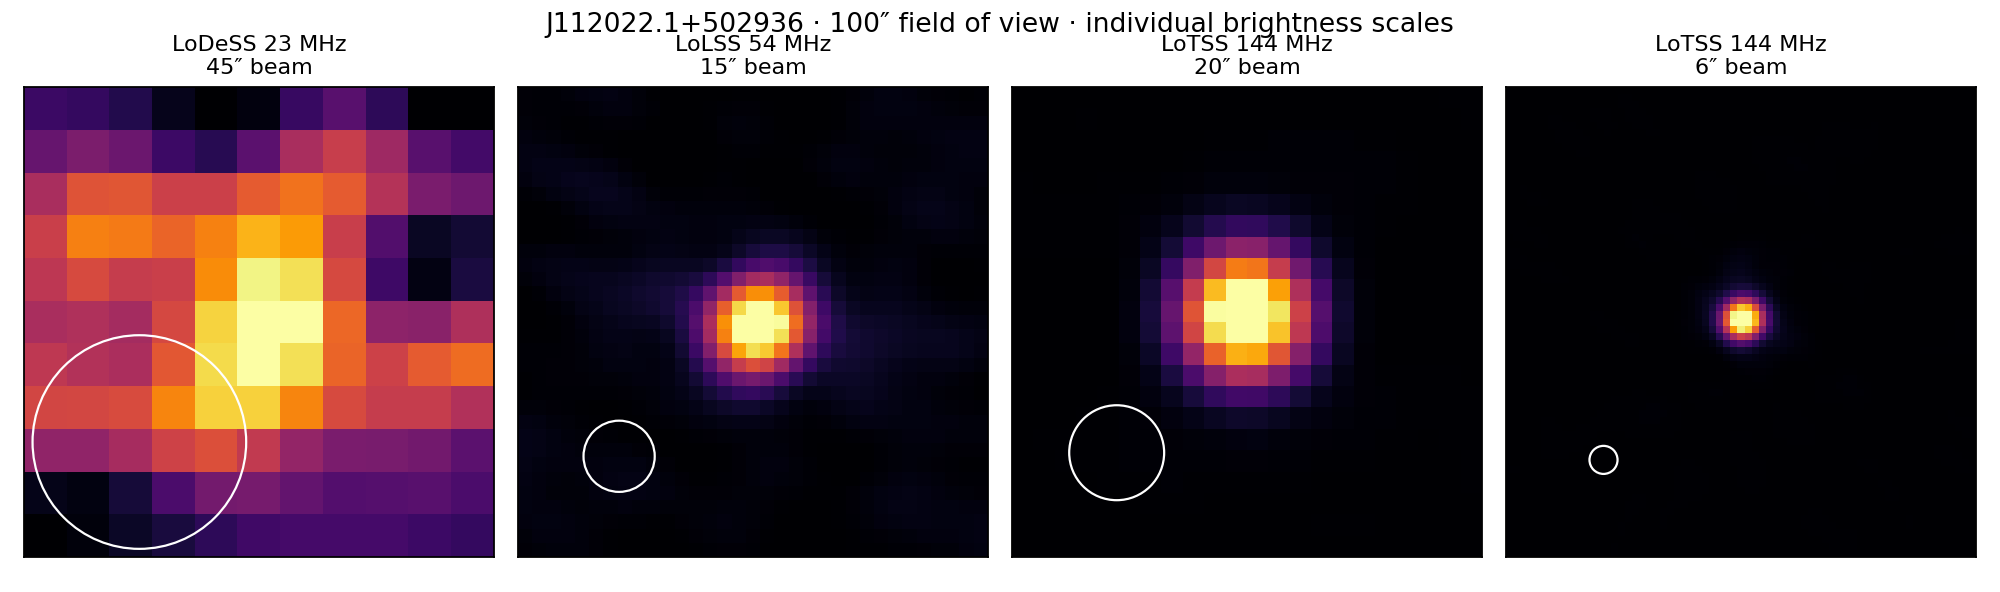 J112022.1+502936 · 100″ field of view · individual brightness scales
LoDeSS 23 MHz
45″ beam
LoLSS 54 MHz
15″ beam
LoTSS 144 MHz
20″ beam
LoTSS 144 MHz
6″ beam